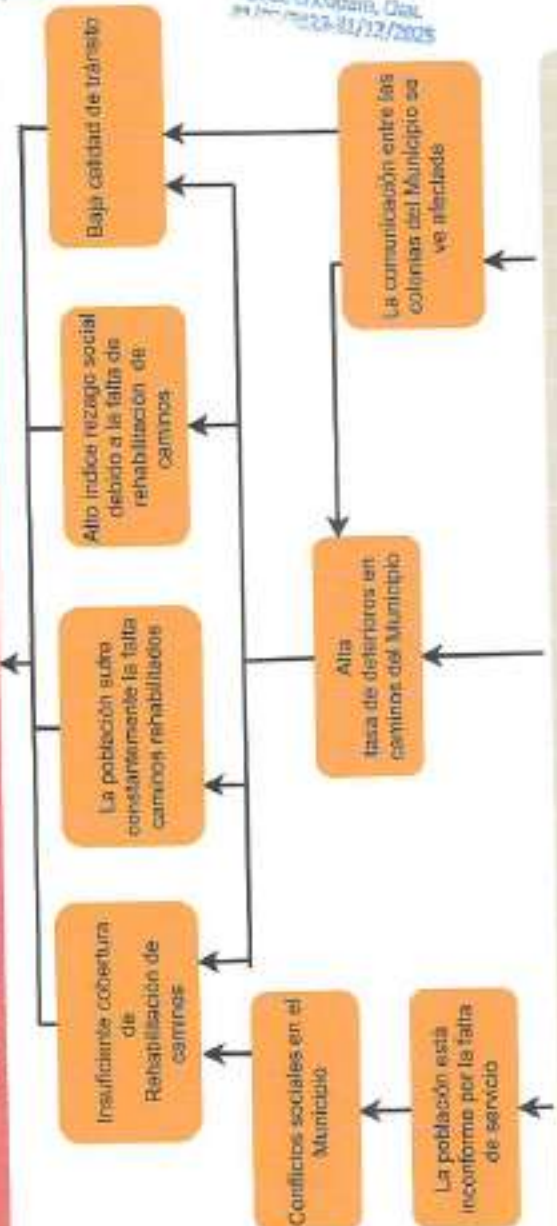 31/12/2025
Insuficiente cobertura
de
Rehabilitación de
caminos
La población sufre
constantemente la falta
caminos rehabilitados
Alto índice rezago social
debido a la falta de
rehabilitación de
caminos
Baja calidad de tránsito
Conflictos sociales en el
Municipio
Alta
tasa de deterioros en
caminos del Municipio
La comunicación entre las
colonias del Municipio se
ve afectada
La población está
inconforme por la falta
de servicio